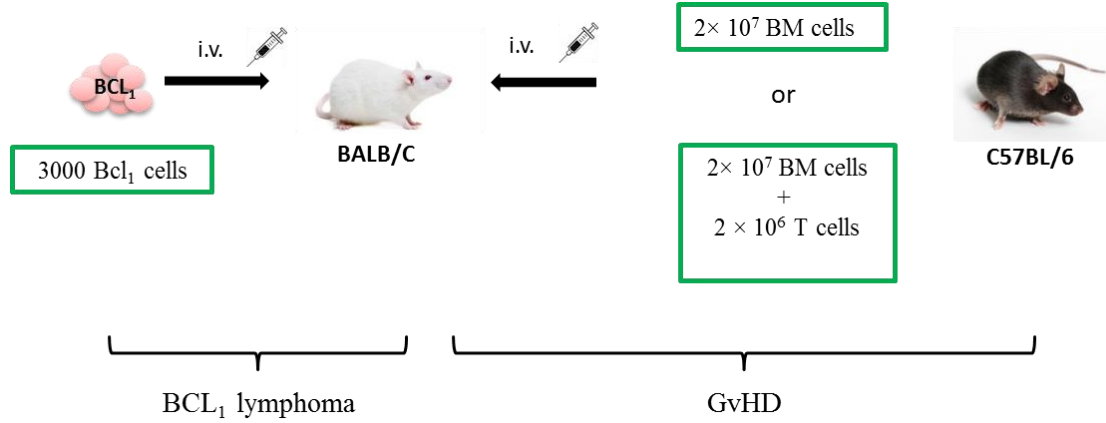 i.v.
BCL₁
3000 Bcl₁ cells
BALB/C
i.v.
2× 10⁷ BM cells
or
2× 10⁷ BM cells
+
2 × 10⁶ T cells
C57BL/6
BCL₁ lymphoma
GvHD